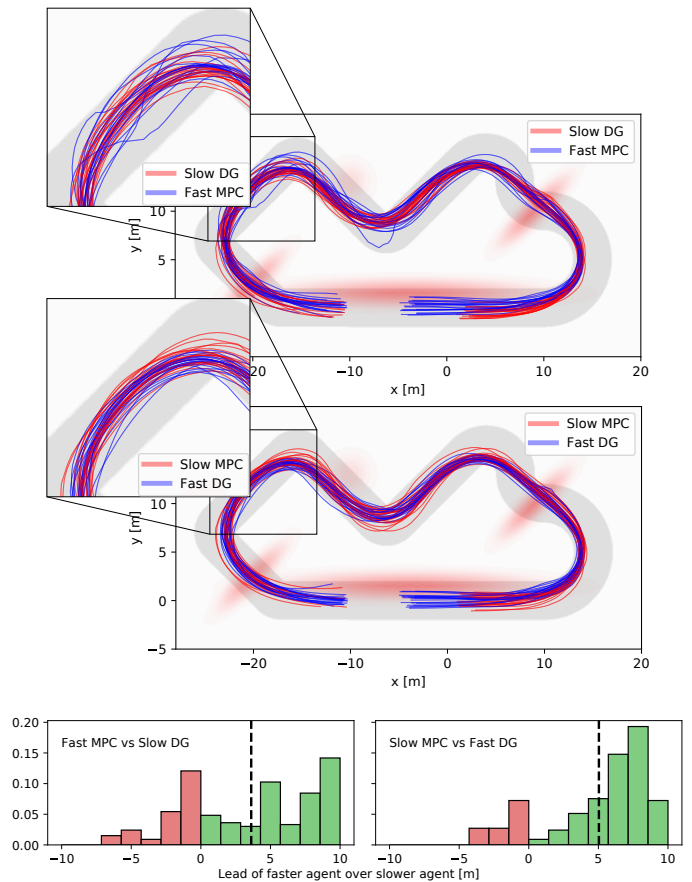 Slow DG
Fast MPC
Slow DG
Fast MPC
10
5
y [m]
−20
−10
0
10
20
x [m]
Slow MPC
Fast DG
Slow MPC
Fast DG
10
5
0
−5
y [m]
−20
−10
0
10
20
x [m]
0.20
0.15
0.10
0.05
0.00
Fast MPC vs Slow DG
Slow MPC vs Fast DG
−10
−5
0
5
10
−10
−5
0
5
10
Lead of faster agent over slower agent [m]